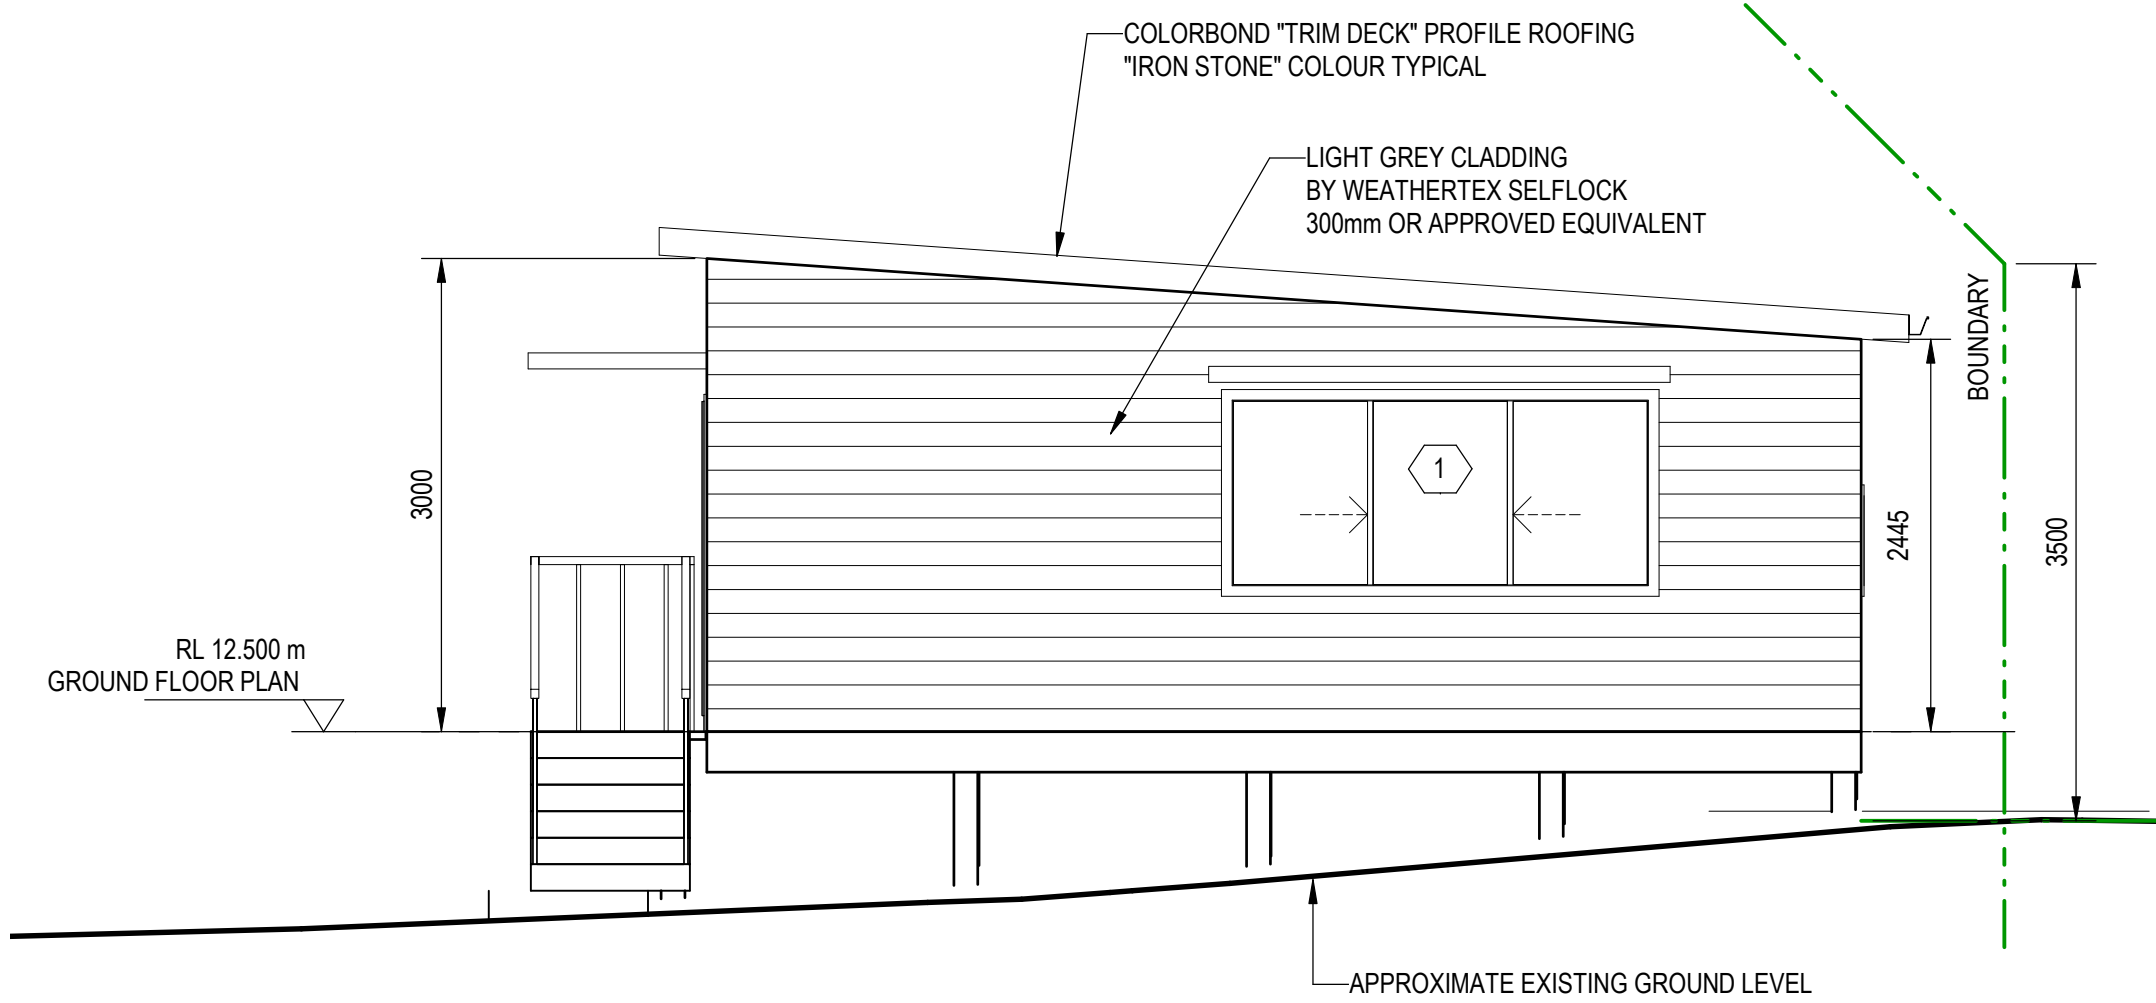 COLORBOND "TRIM DECK" PROFILE ROOFING
"IRON STONE" COLOUR TYPICAL
LIGHT GREY CLADDING
BY WEATHERTEX SELFLOCK
300mm OR APPROVED EQUIVALENT
BOUNDARY
3000
1
2445
3500
RL 12.500 m
GROUND FLOOR PLAN
APPROXIMATE EXISTING GROUND LEVEL